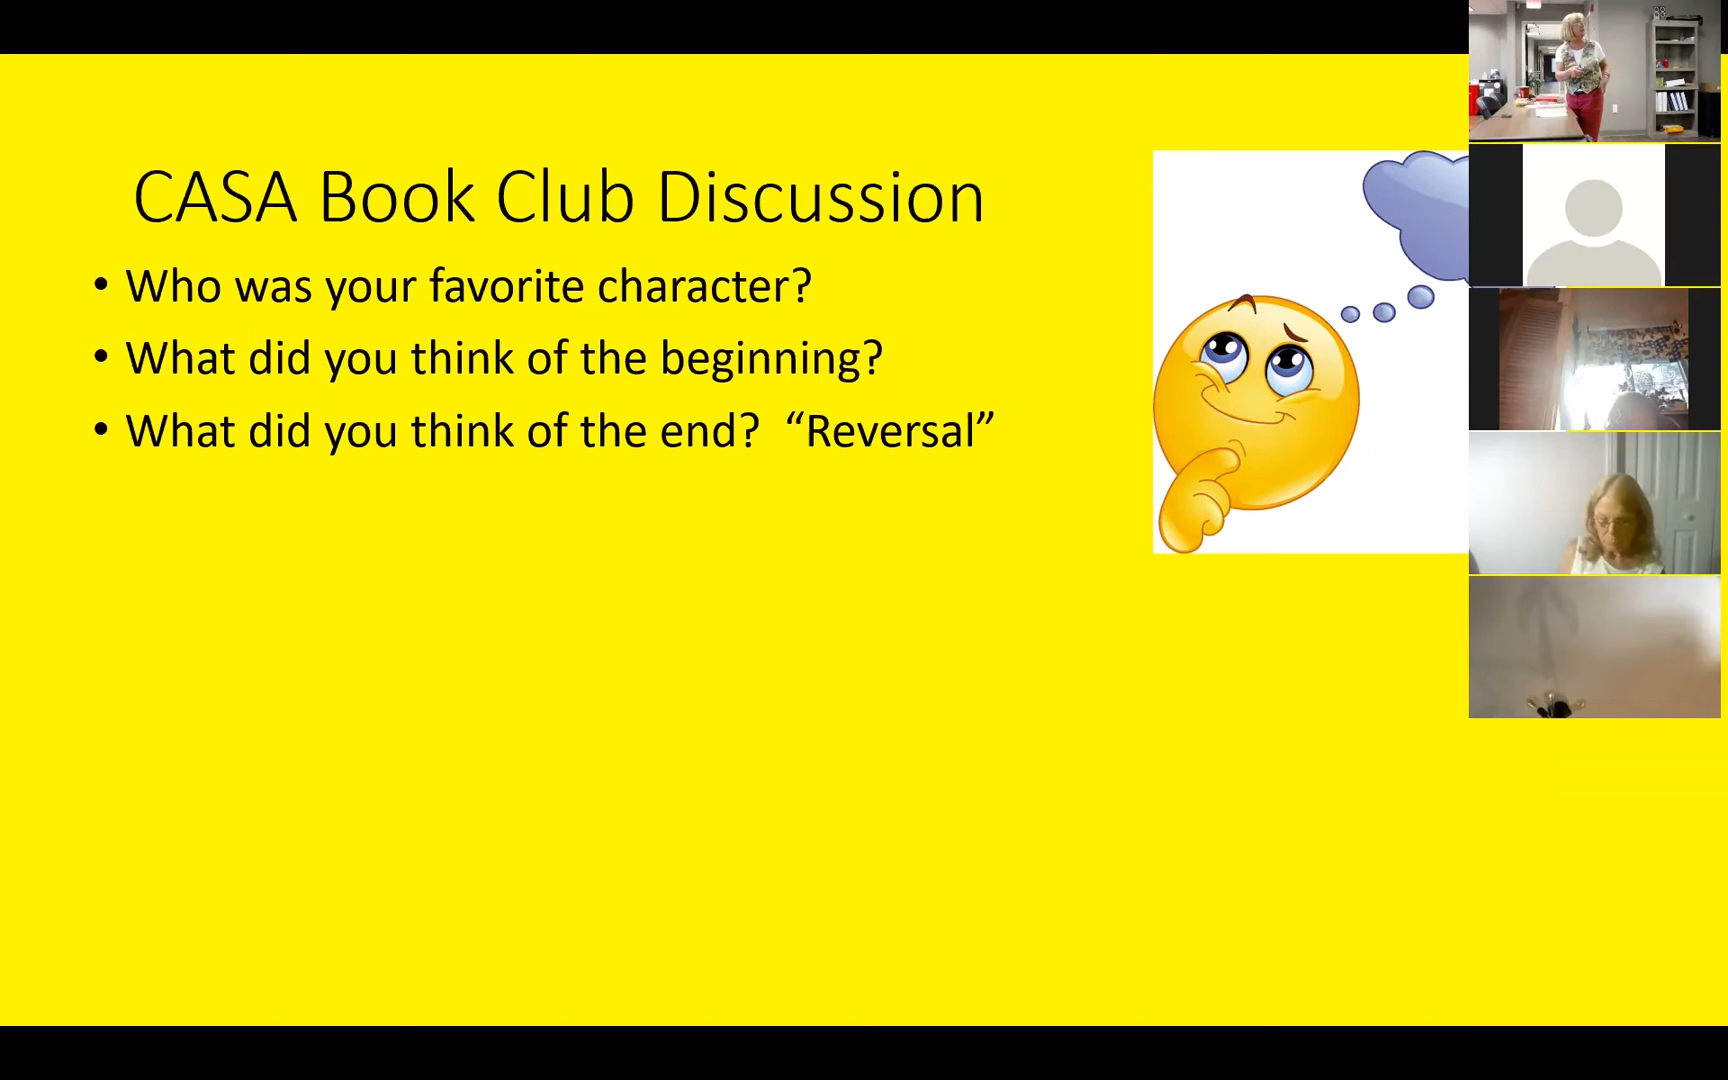 CASA Book Club Discussion
• Who was your favorite character?
• What did you think of the beginning?
• What did you think of the end?  “Reversal”